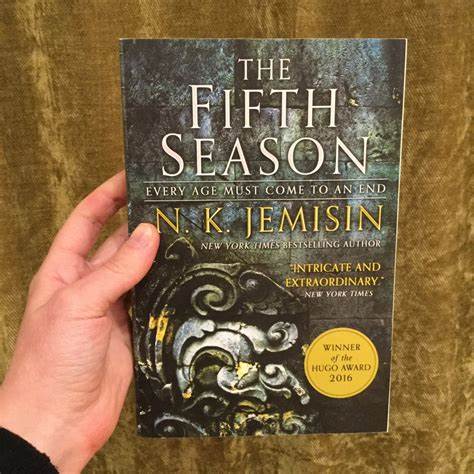 THE
FIFTH
SEASON
EVERY AGE MUST COME TO AN END
N. K. JEMISIN
NEW YORK TIMES BESTSELLING AUTHOR
"INTRICATE AND
EXTRAORDINARY."
NEW YORK TIMES
WINNER
of the
HUGO AWARD
2016